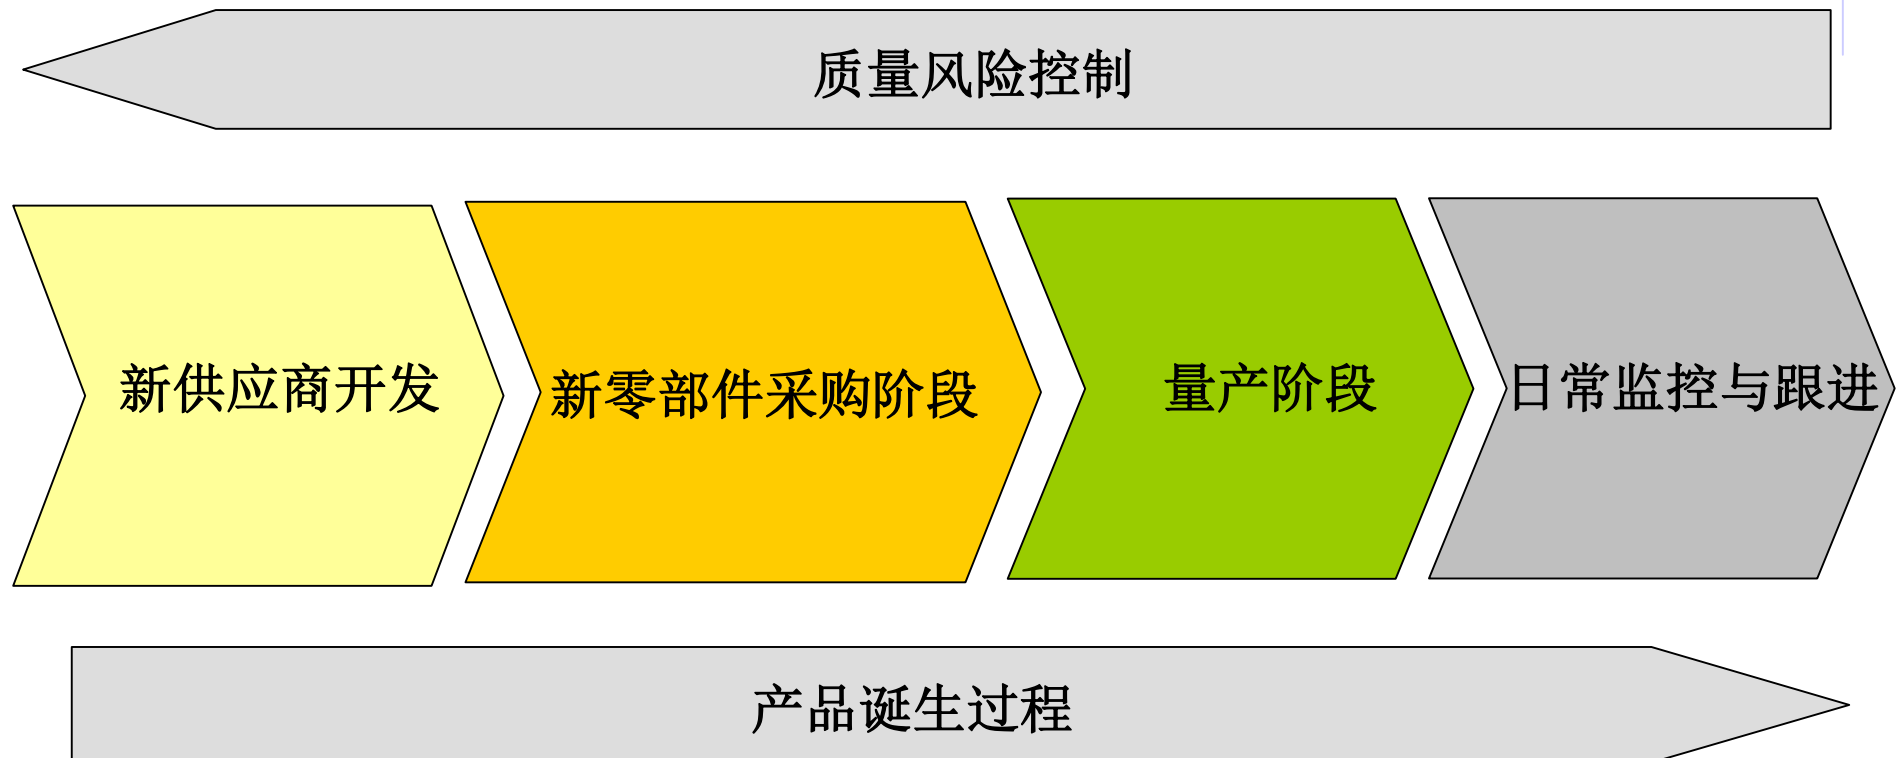 质量风险控制
新供应商开发
新零部件采购阶段
量产阶段
日常监控与跟进
产品诞生过程